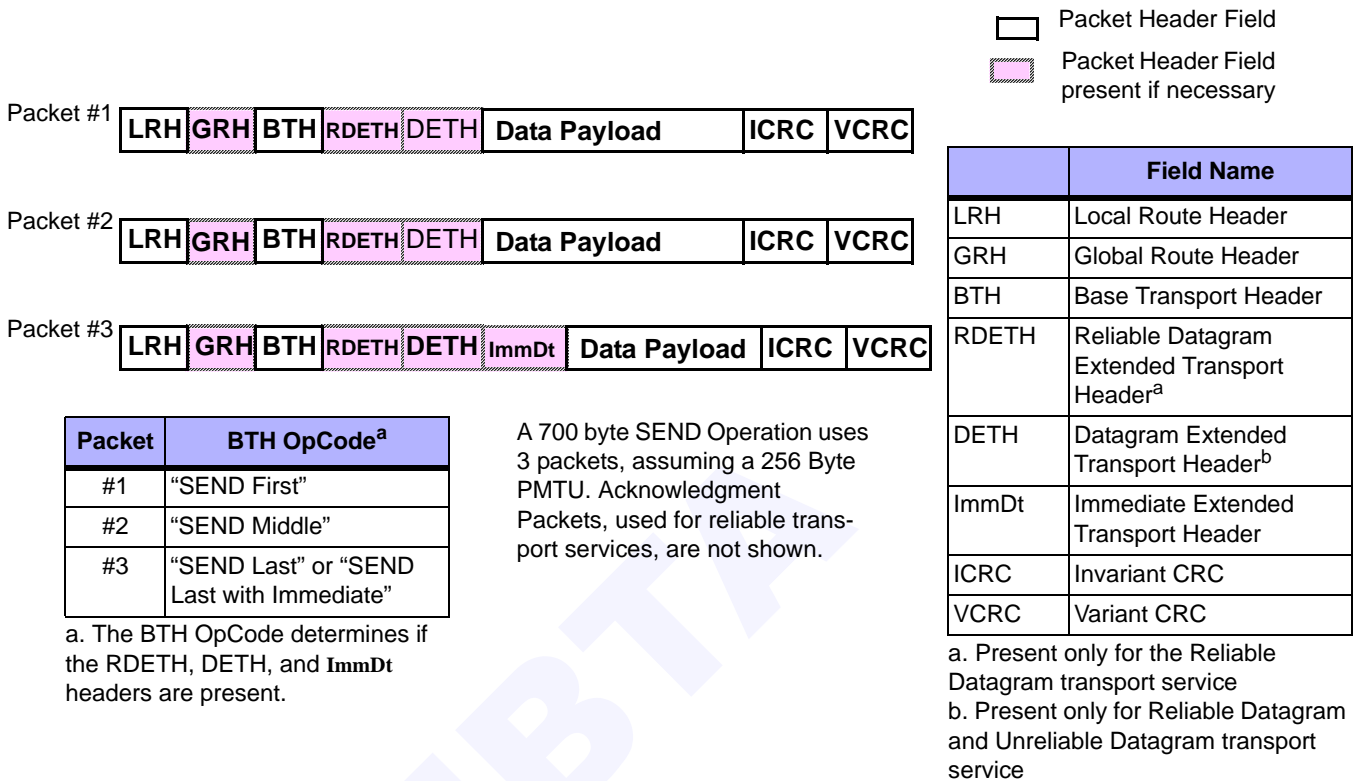 Packet Header Field
Packet Header Field
present if necessary
Packet #1
LRH GRH BTH RDETH DETH Data Payload ICRC VCRC
Packet #2
LRH GRH BTH RDETH DETH Data Payload ICRC VCRC
Packet #3
LRH GRH BTH RDETH DETH ImmDt Data Payload ICRC VCRC
Packet BTH OpCodea
#1 “SEND First”
#2 “SEND Middle”
#3 “SEND Last” or “SEND
Last with Immediate”
a. The BTH OpCode determines if
the RDETH, DETH, and ImmDt
headers are present.
A 700 byte SEND Operation uses
3 packets, assuming a 256 Byte
PMTU. Acknowledgment
Packets, used for reliable trans-
port services, are not shown.
Field Name
LRH Local Route Header
GRH Global Route Header
BTH Base Transport Header
RDETH Reliable Datagram
Extended Transport
Headera
DETH Datagram Extended
Transport Headerb
ImmDt Immediate Extended
Transport Header
ICRC Invariant CRC
VCRC Variant CRC
a. Present only for the Reliable
Datagram transport service
b. Present only for Reliable Datagram
and Unreliable Datagram transport
service
IBTA